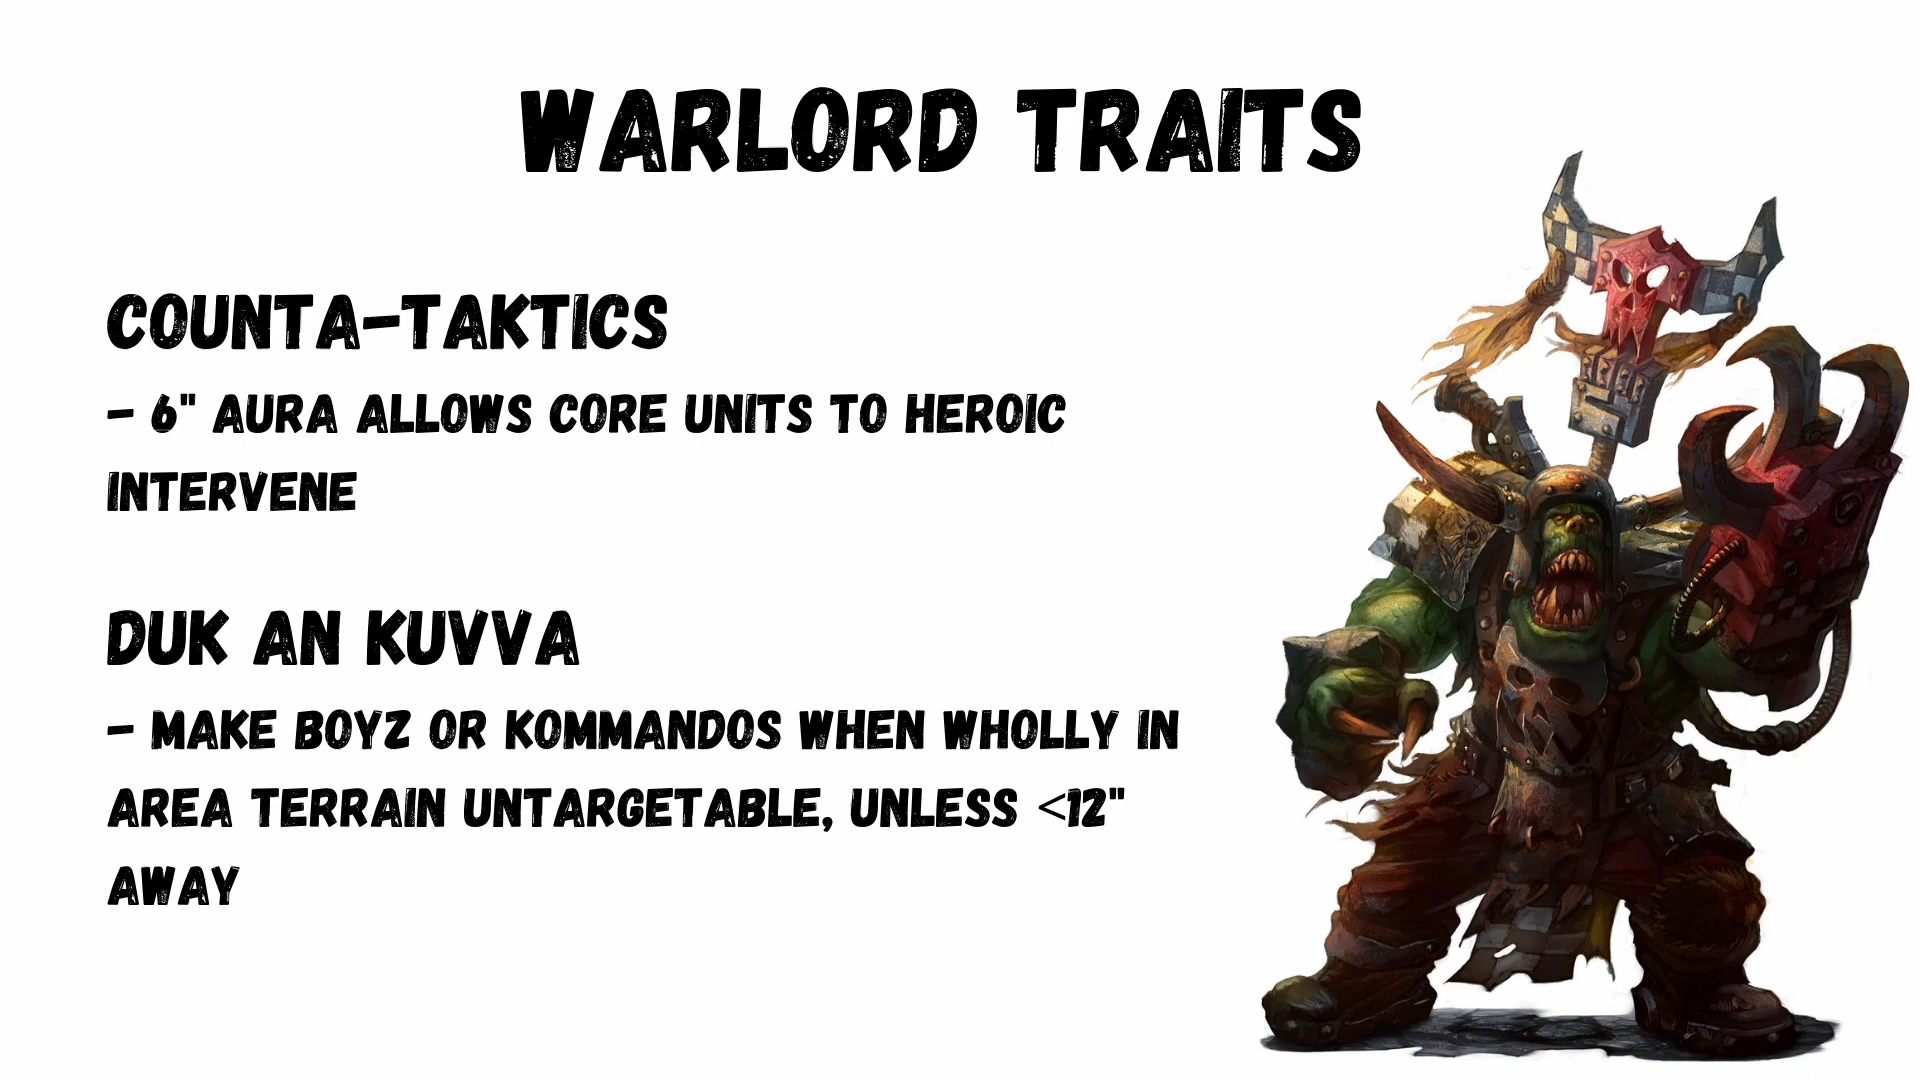 WARLORD TRAITS
COUNTA-TAKTICS
- 6" AURA ALLOWS CORE UNITS TO HEROIC
INTERVENE
DUK AN KUVVA
- MAKE BOYZ OR KOMMANDOS WHEN WHOLLY IN
AREA TERRAIN UNTARGETABLE, UNLESS <12"
AWAY